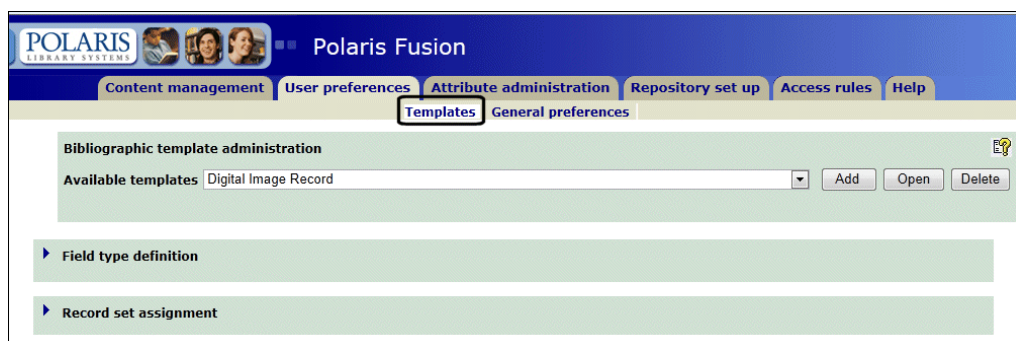 POLARIS
LIBRARY SYSTEMS
Polaris Fusion
Content management User preferences Attribute administration Repository set up Access rules Help
Templates General preferences
Bibliographic template administration
Available templates Digital Image Record Add Open Delete
Field type definition
Record set assignment